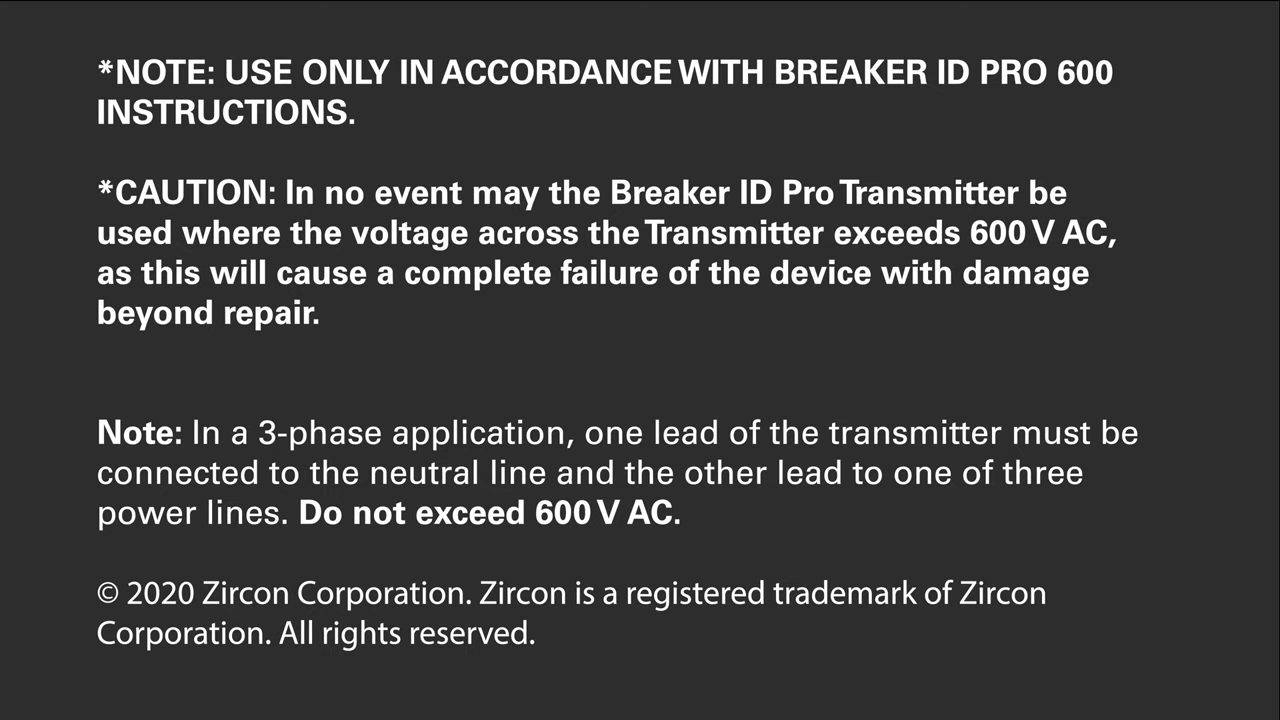 *NOTE: USE ONLY IN ACCORDANCE WITH BREAKER ID PRO 600
INSTRUCTIONS.
*CAUTION: In no event may the Breaker ID Pro Transmitter be
used where the voltage across the Transmitter exceeds 600 V AC,
as this will cause a complete failure of the device with damage
beyond repair.
Note: In a 3-phase application, one lead of the transmitter must be
connected to the neutral line and the other lead to one of three
power lines. Do not exceed 600 V AC.
© 2020 Zircon Corporation. Zircon is a registered trademark of Zircon
Corporation. All rights reserved.